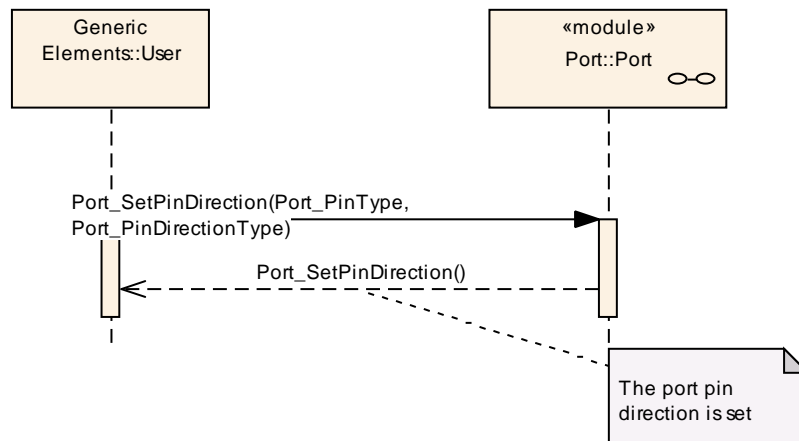 Generic
Elements::User
«module»
Port::Port
Port_SetPinDirection(Port_PinType,
Port_PinDirectionType)
Port_SetPinDirection()
The port pin
direction is set